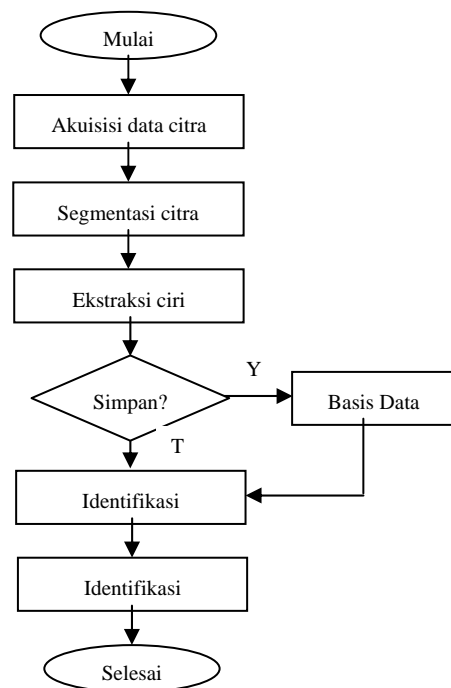 Mulai
Akuisisi data citra
Segmentasi citra
Ekstraksi ciri
Simpan?
Y
Basis Data
T
Identifikasi
Identifikasi
Selesai